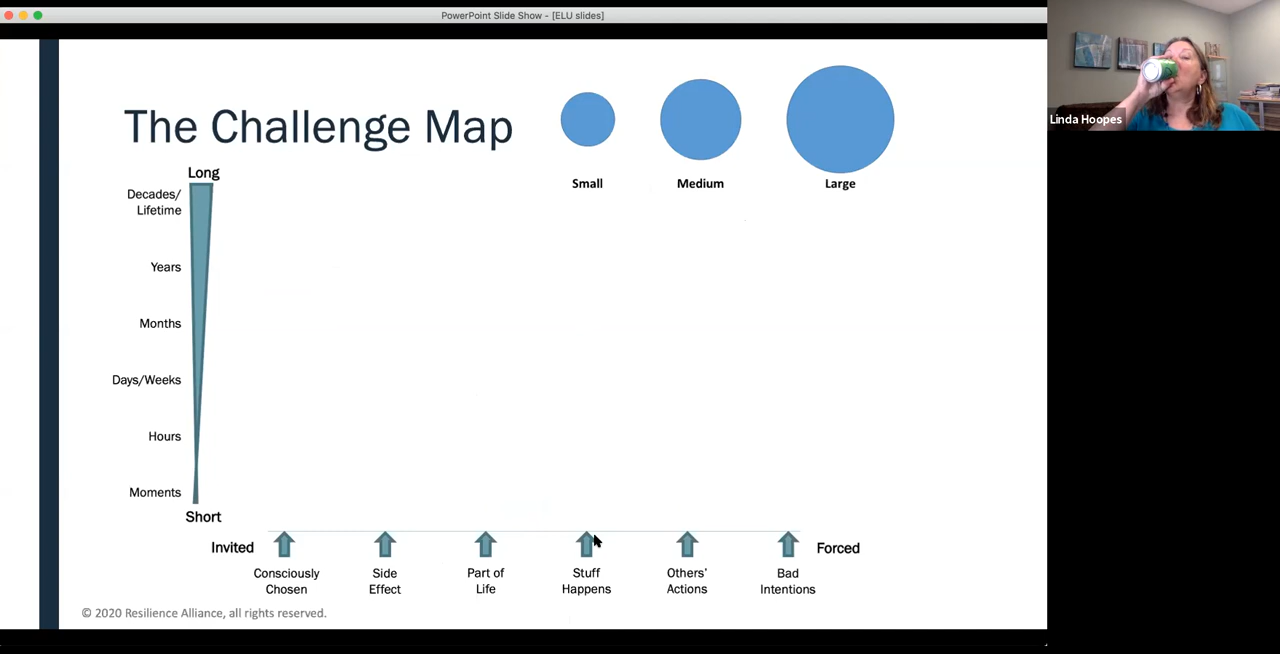 PowerPoint Slide Show - [ELU slides]
Linda Hoopes
The Challenge Map
Small
Medium
Large
Long
Decades/
Lifetime
Years
Months
Days/Weeks
Hours
Moments
Short
Invited
Forced
Consciously
Chosen
Side
Effect
Part of
Life
Stuff
Happens
Others'
Actions
Bad
Intentions
© 2020 Resilience Alliance, all rights reserved.